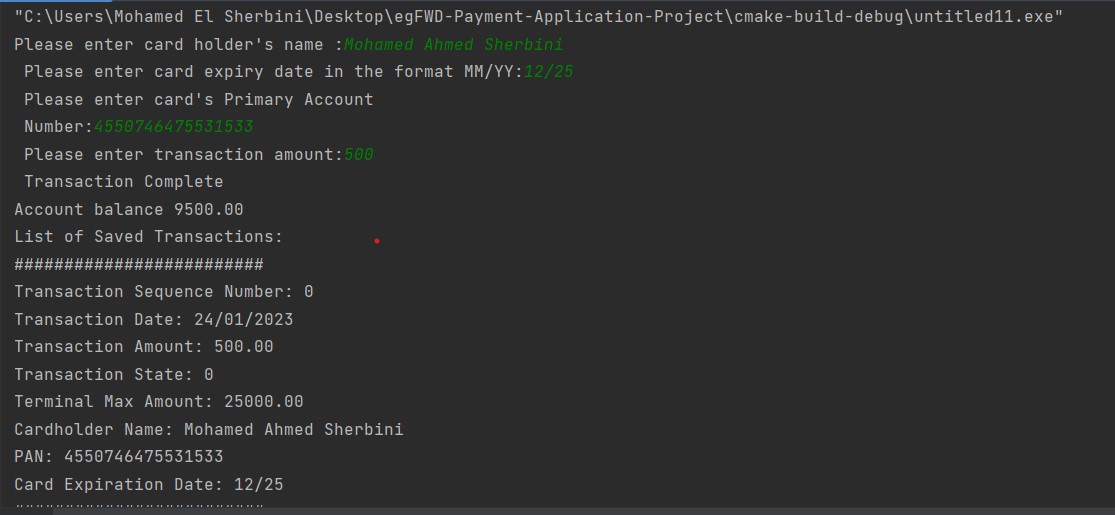 "C:\Users\Mohamed El Sherbini\Desktop\egFWD-Payment-Application-Project\cmake-build-debug\untitled11.exe"
Please enter card holder's name :Mohamed Ahmed Sherbini
Please enter card expiry date in the format MM/YY:12/25
Please enter card's Primary Account
Number:4550746475531533
Please enter transaction amount:500
Transaction Complete
Account balance 9500.00
List of Saved Transactions:
#########################
Transaction Sequence Number: 0
Transaction Date: 24/01/2023
Transaction Amount: 500.00
Transaction State: 0
Terminal Max Amount: 25000.00
Cardholder Name: Mohamed Ahmed Sherbini
PAN: 4550746475531533
Card Expiration Date: 12/25
#########################